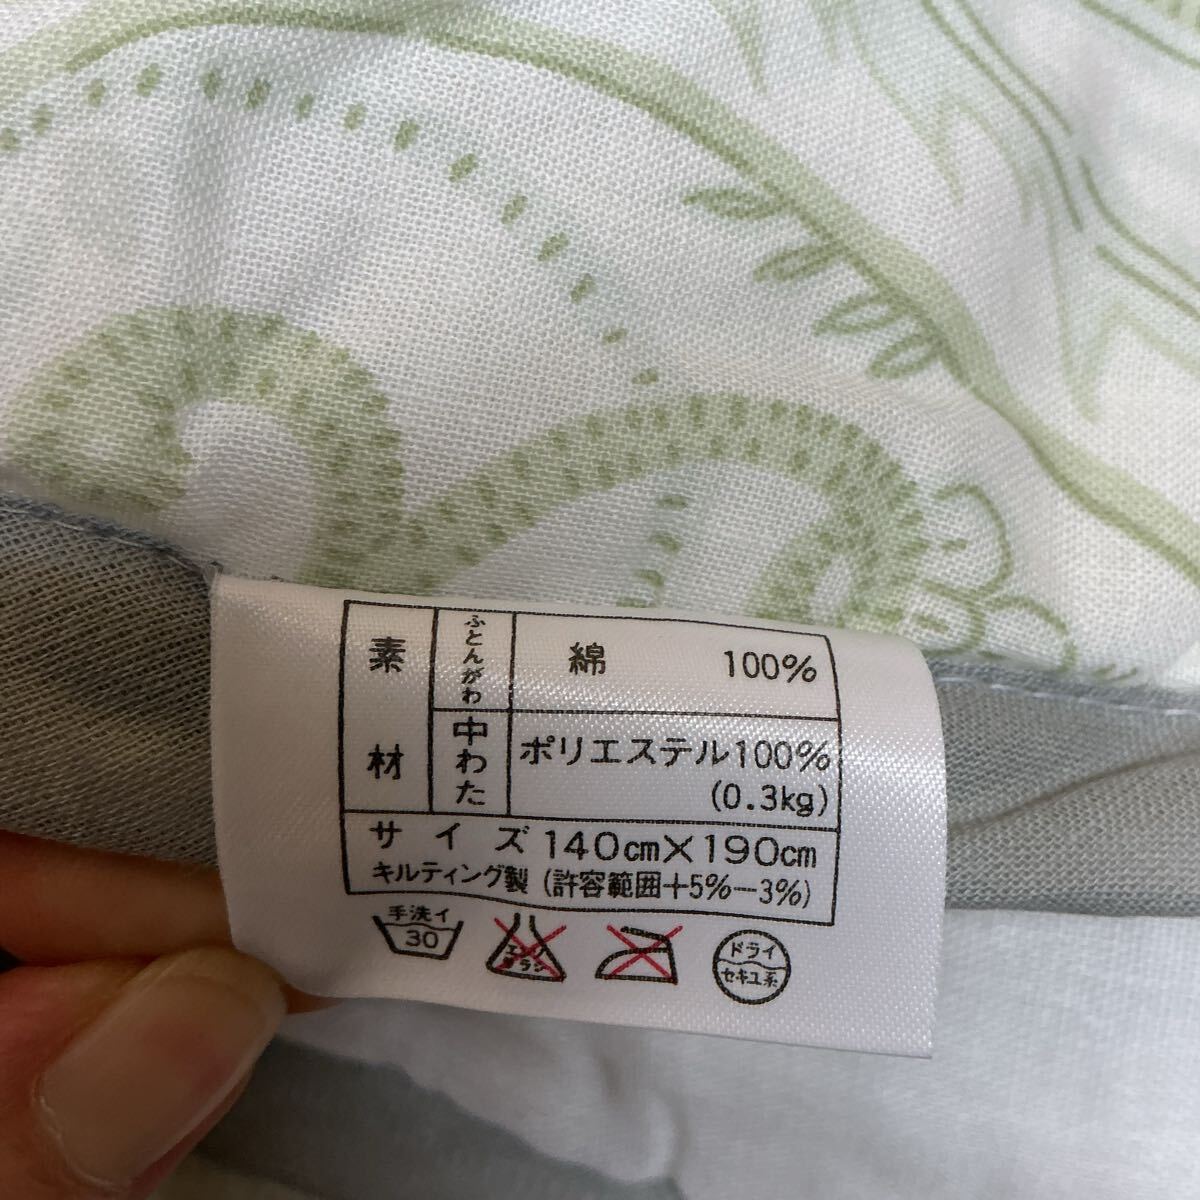 素材
ふとんがわ
綿 100%
中わた
ポリエステル100%
(0.3kg)
サイズ 140cm×190cm
キルティング製 (許容範囲+5%−3%)
手洗イ
30
エンソ
サラシ
ドライ
セキユ系